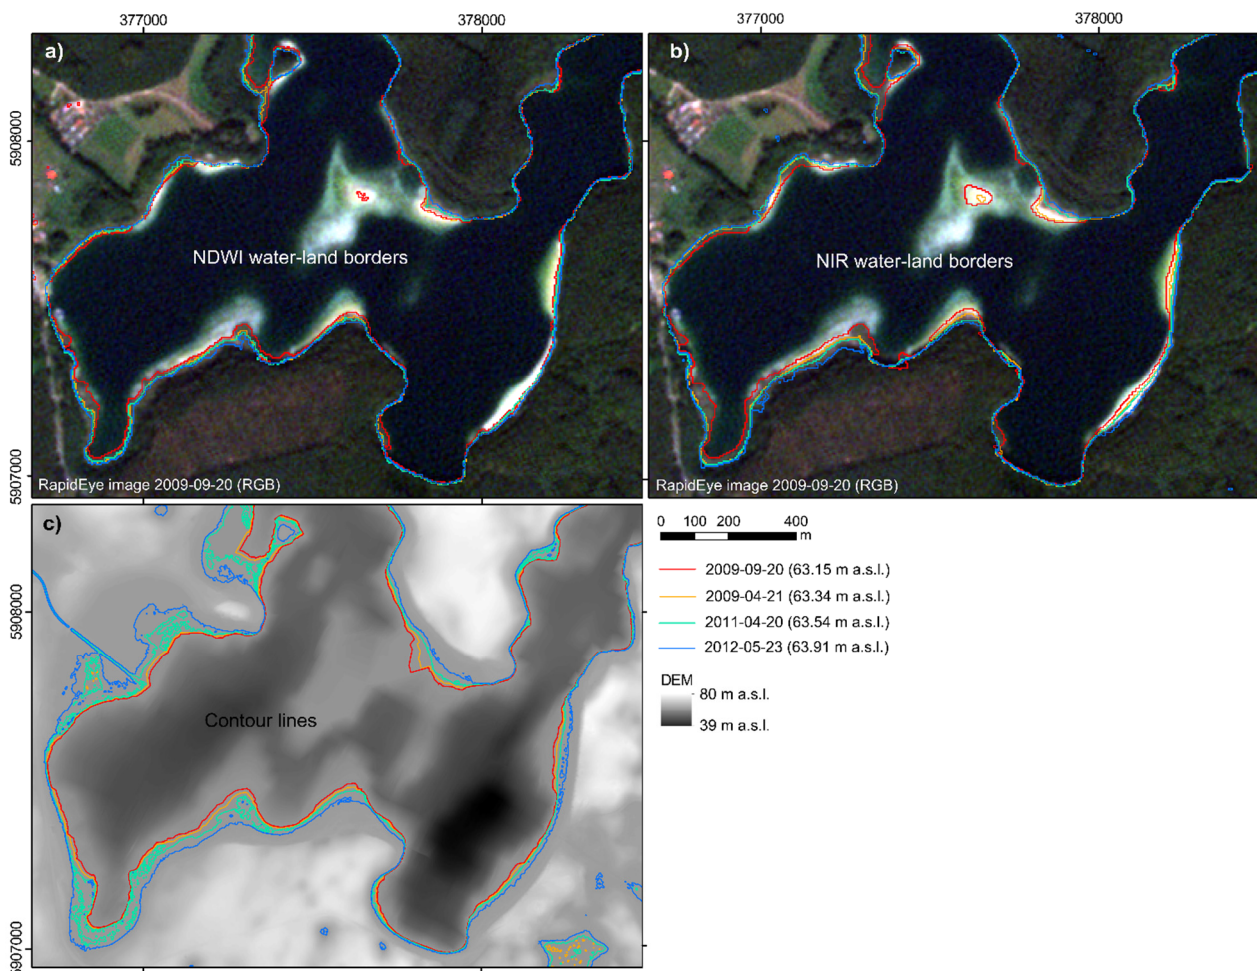 377000 378000 377000 378000
a) b)
5908000
NDWI water-land borders NIR water-land borders
5907000
RapidEye image 2009-09-20 (RGB) RapidEye image 2009-09-20 (RGB)
c)
0 100 200 400
m
2009-09-20 (63.15 m a.s.l.)
2009-04-21 (63.34 m a.s.l.)
5908000
2011-04-20 (63.54 m a.s.l.)
2012-05-23 (63.91 m a.s.l.)
DEM
80 m a.s.l.
39 m a.s.l.
Contour lines
5907000
377000 378000